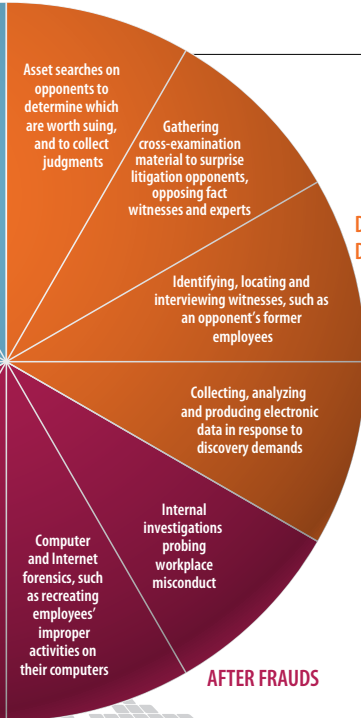 Asset searches on
opponents to
determine which
are worth suing,
and to collect
judgments
Gathering
cross-examination
material to surprise
litigation opponents,
opposing fact
witnesses and experts
D
D
Identifying, locating and
interviewing witnesses, such as
an opponent's former
employees
Collecting, analyzing
and producing electronic
data in response to
discovery demands
Internal
investigations
probing
workplace
misconduct
Computer
and Internet
forensics, such
as recreating
employees'
improper
activities on
their computers
AFTER FRAUDS